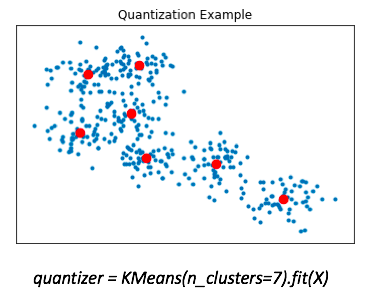 Quantization Example
quantizer = KMeans(n_clusters=7).fit(X)